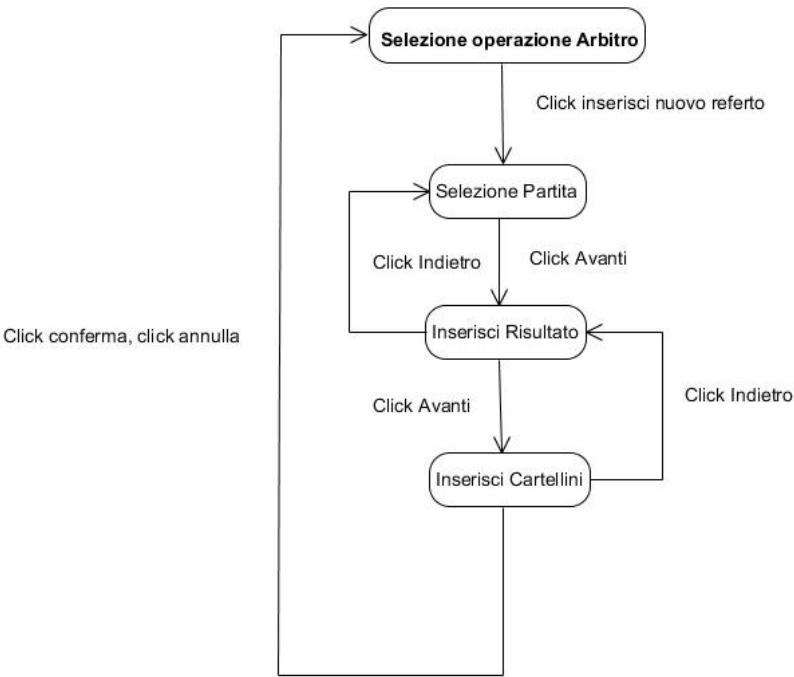 Selezione operazione Arbitro
Click inserisci nuovo referto
Selezione Partita
Click Indietro
Click Avanti
Click conferma, click annulla
Inserisci Risultato
Click Avanti
Click Indietro
Inserisci Cartellini